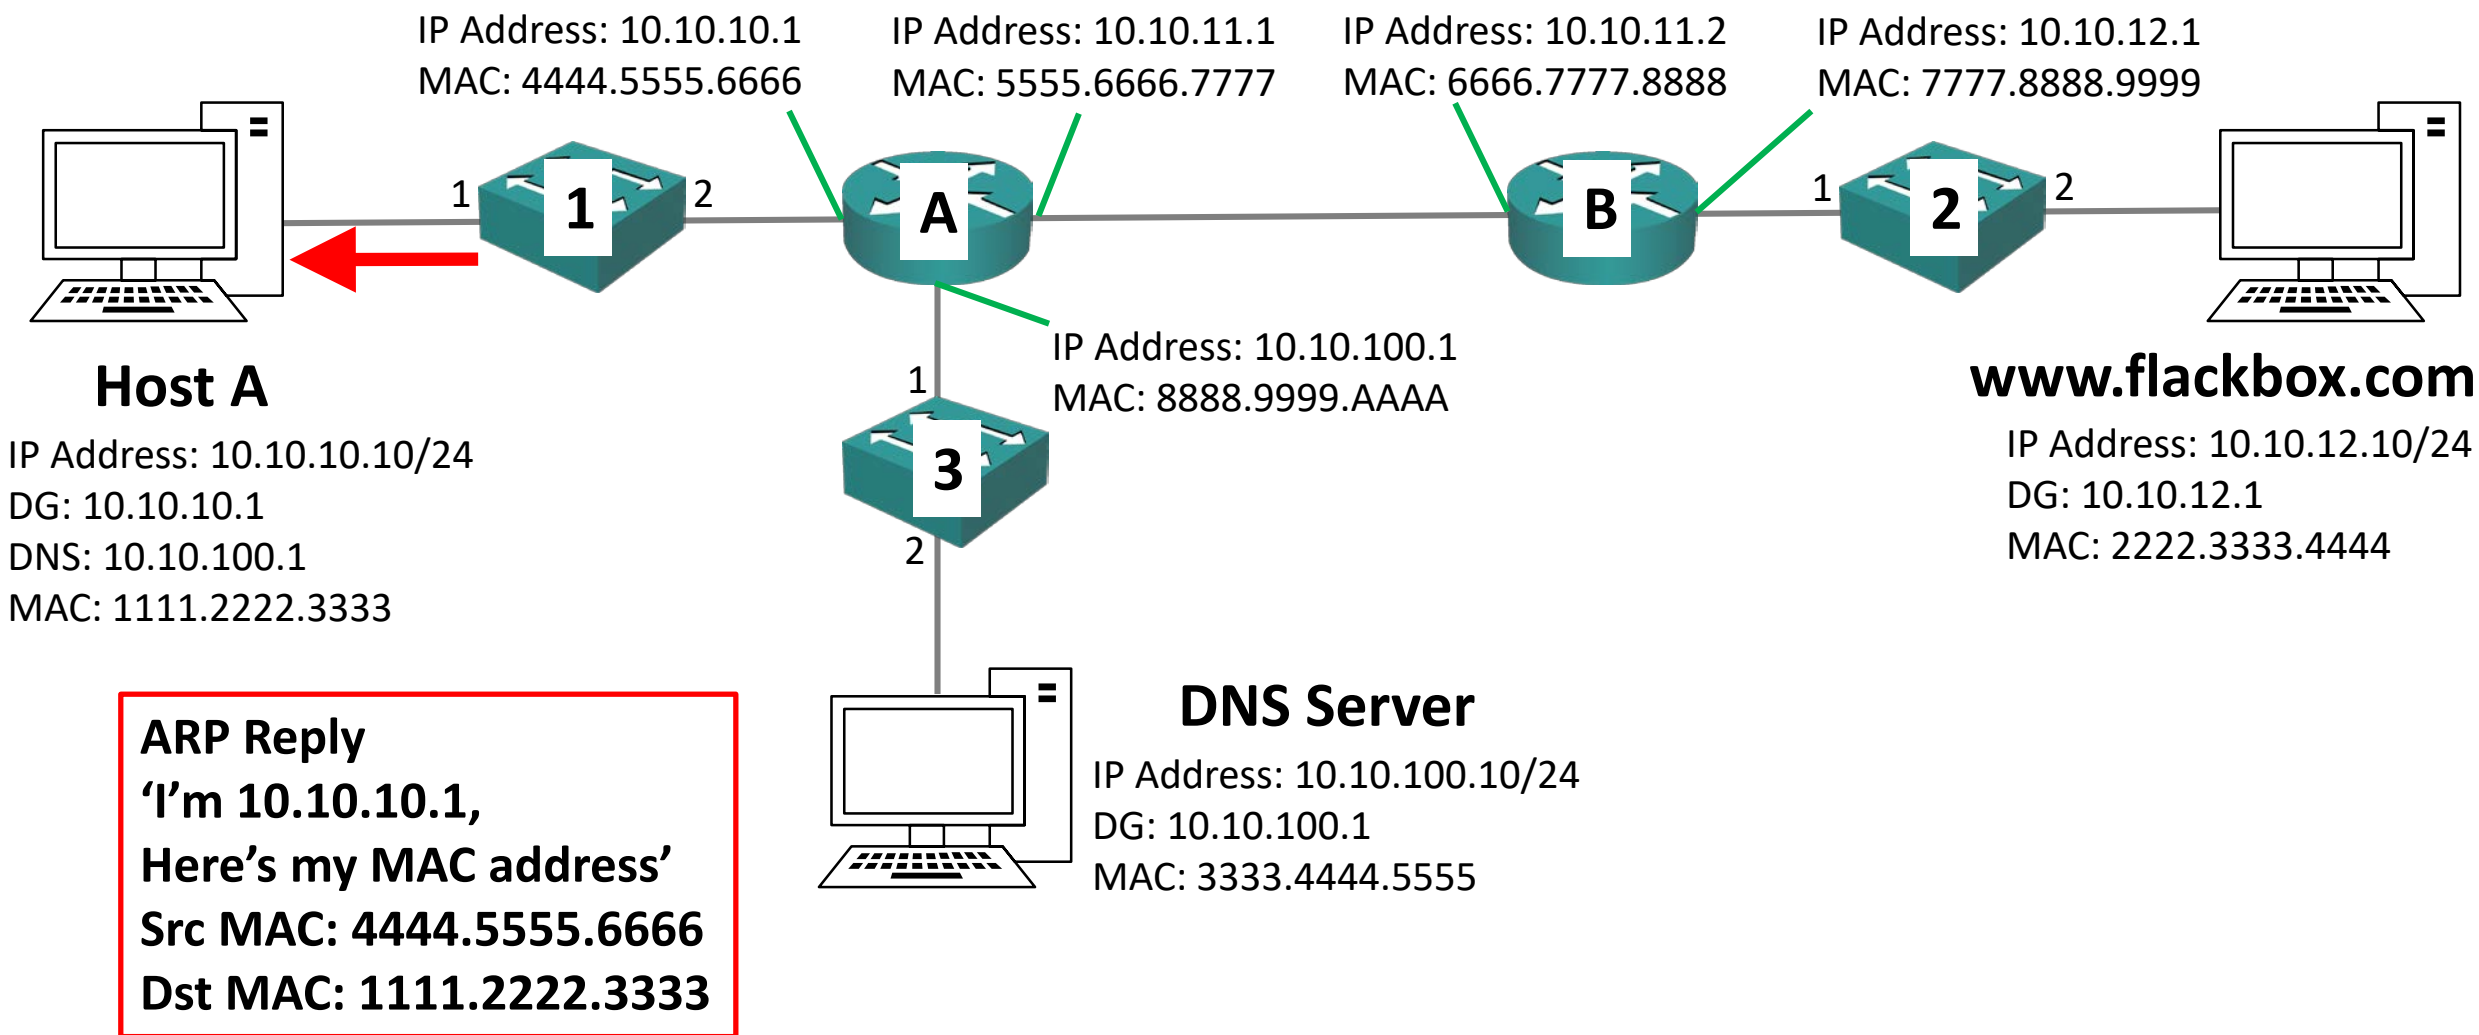 IP Address: 10.10.10.1
MAC: 4444.5555.6666
IP Address: 10.10.11.1
MAC: 5555.6666.7777
IP Address: 10.10.11.2
MAC: 6666.7777.8888
IP Address: 10.10.12.1
MAC: 7777.8888.9999
1
1
2
A
B
1
2
2
IP Address: 10.10.100.1
MAC: 8888.9999.AAAA
1
3
2
Host A
IP Address: 10.10.10.10/24
DG: 10.10.10.1
DNS: 10.10.100.1
MAC: 1111.2222.3333
www.flackbox.com
IP Address: 10.10.12.10/24
DG: 10.10.12.1
MAC: 2222.3333.4444
DNS Server
IP Address: 10.10.100.10/24
DG: 10.10.100.1
MAC: 3333.4444.5555
ARP Reply
‘I’m 10.10.10.1,
Here’s my MAC address’
Src MAC: 4444.5555.6666
Dst MAC: 1111.2222.3333